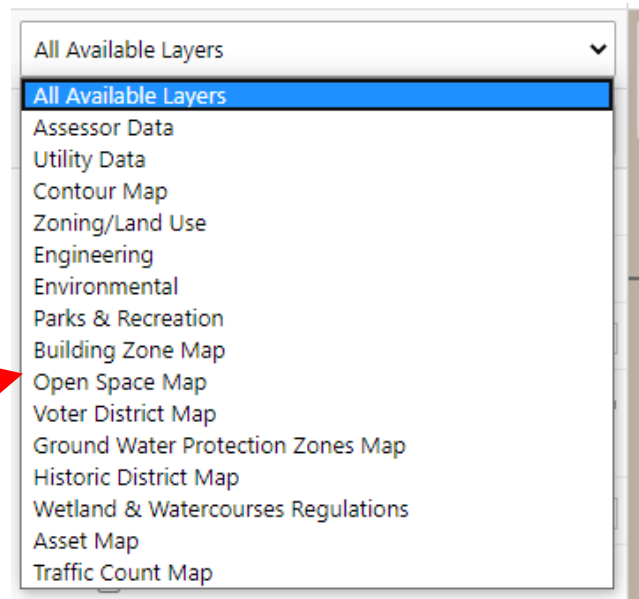 All Available Layers
All Available Layers
Assessor Data
Utility Data
Contour Map
Zoning/Land Use
Engineering
Environmental
Parks & Recreation
Building Zone Map
Open Space Map
Voter District Map
Ground Water Protection Zones Map
Historic District Map
Wetland & Watercourses Regulations
Asset Map
Traffic Count Map